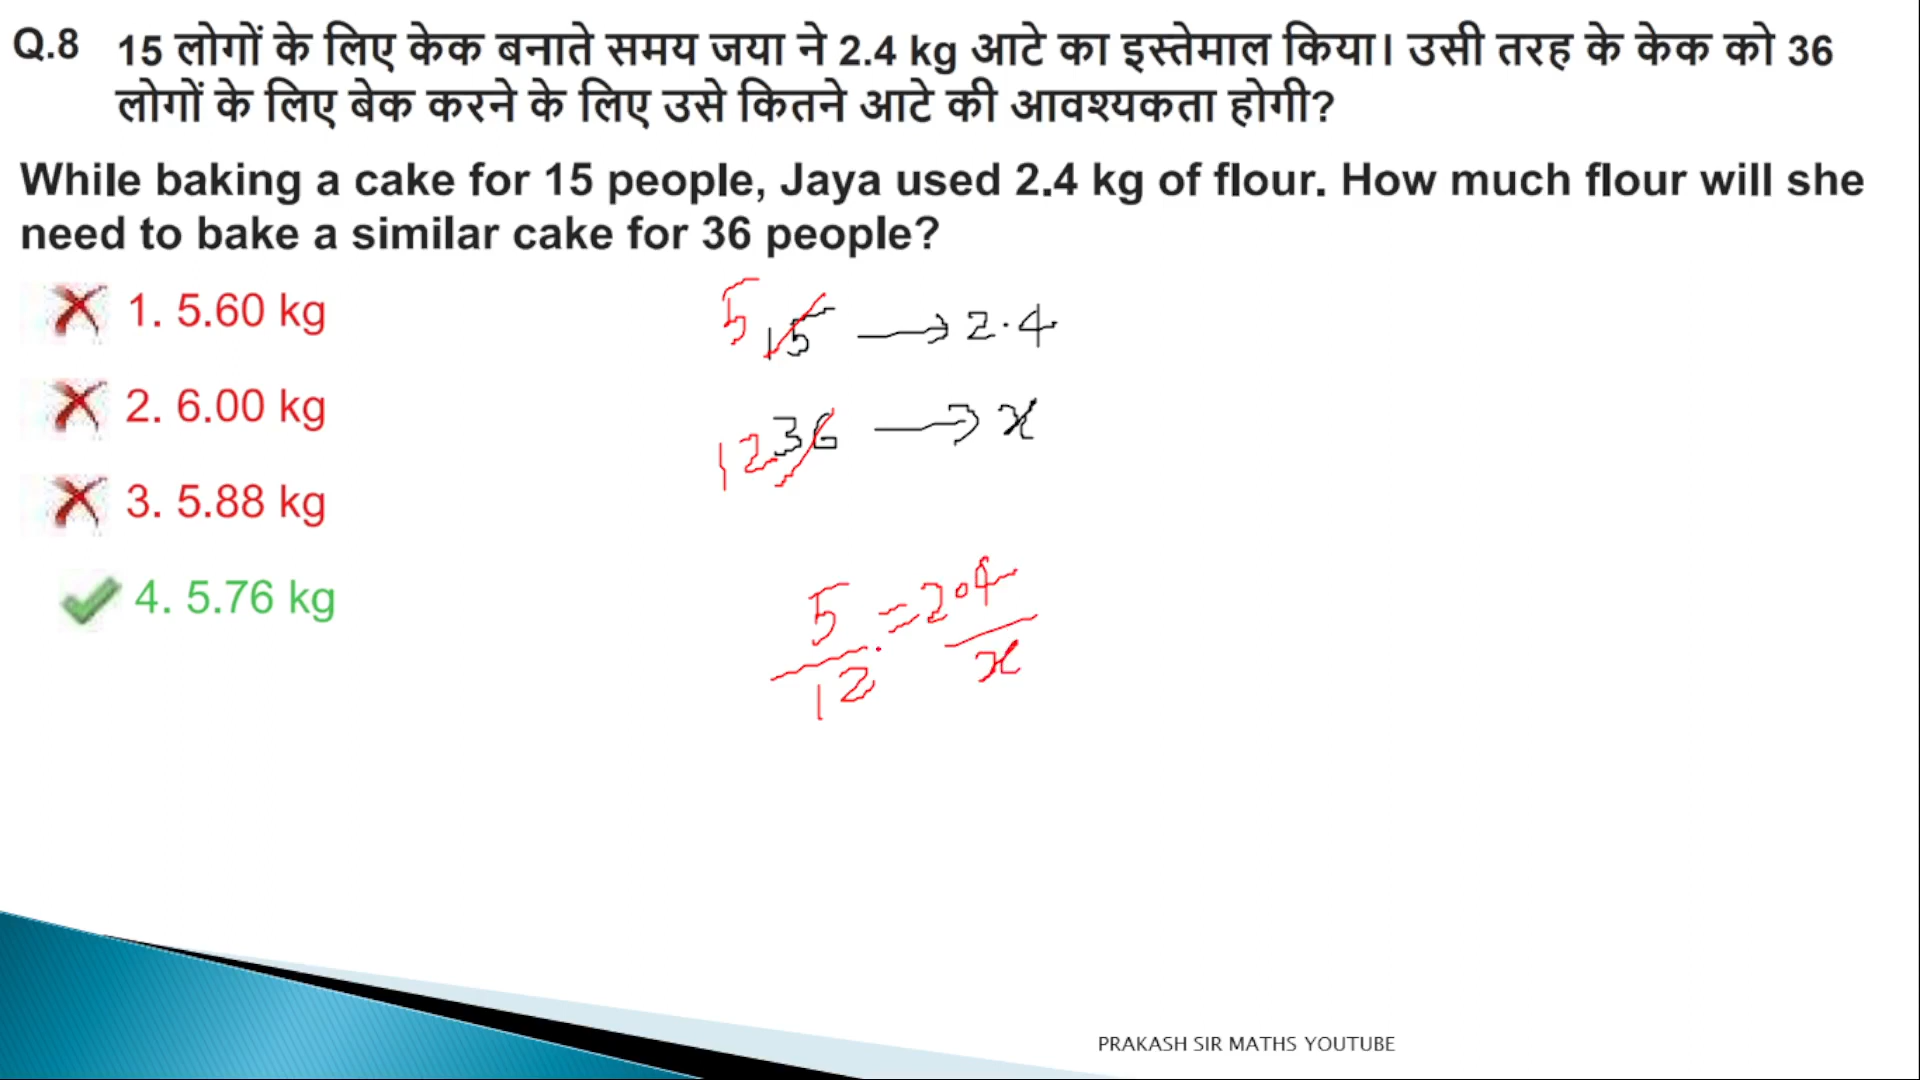 Q.8 15 लोगों के लिए केक बनाते समय जया ने 2.4 kg आटे का इस्तेमाल किया। उसी तरह के केक को 36
लोगों के लिए बेक करने के लिए उसे कितने आटे की आवश्यकता होगी?
While baking a cake for 15 people, Jaya used 2.4 kg of flour. How much flour will she
need to bake a similar cake for 36 people?
1. 5.60 kg
2. 6.00 kg
3. 5.88 kg
4. 5.76 kg
5 15 → 2.4
12 36 → x
5/12 = 2.4/x
PRAKASH SIR MATHS YOUTUBE